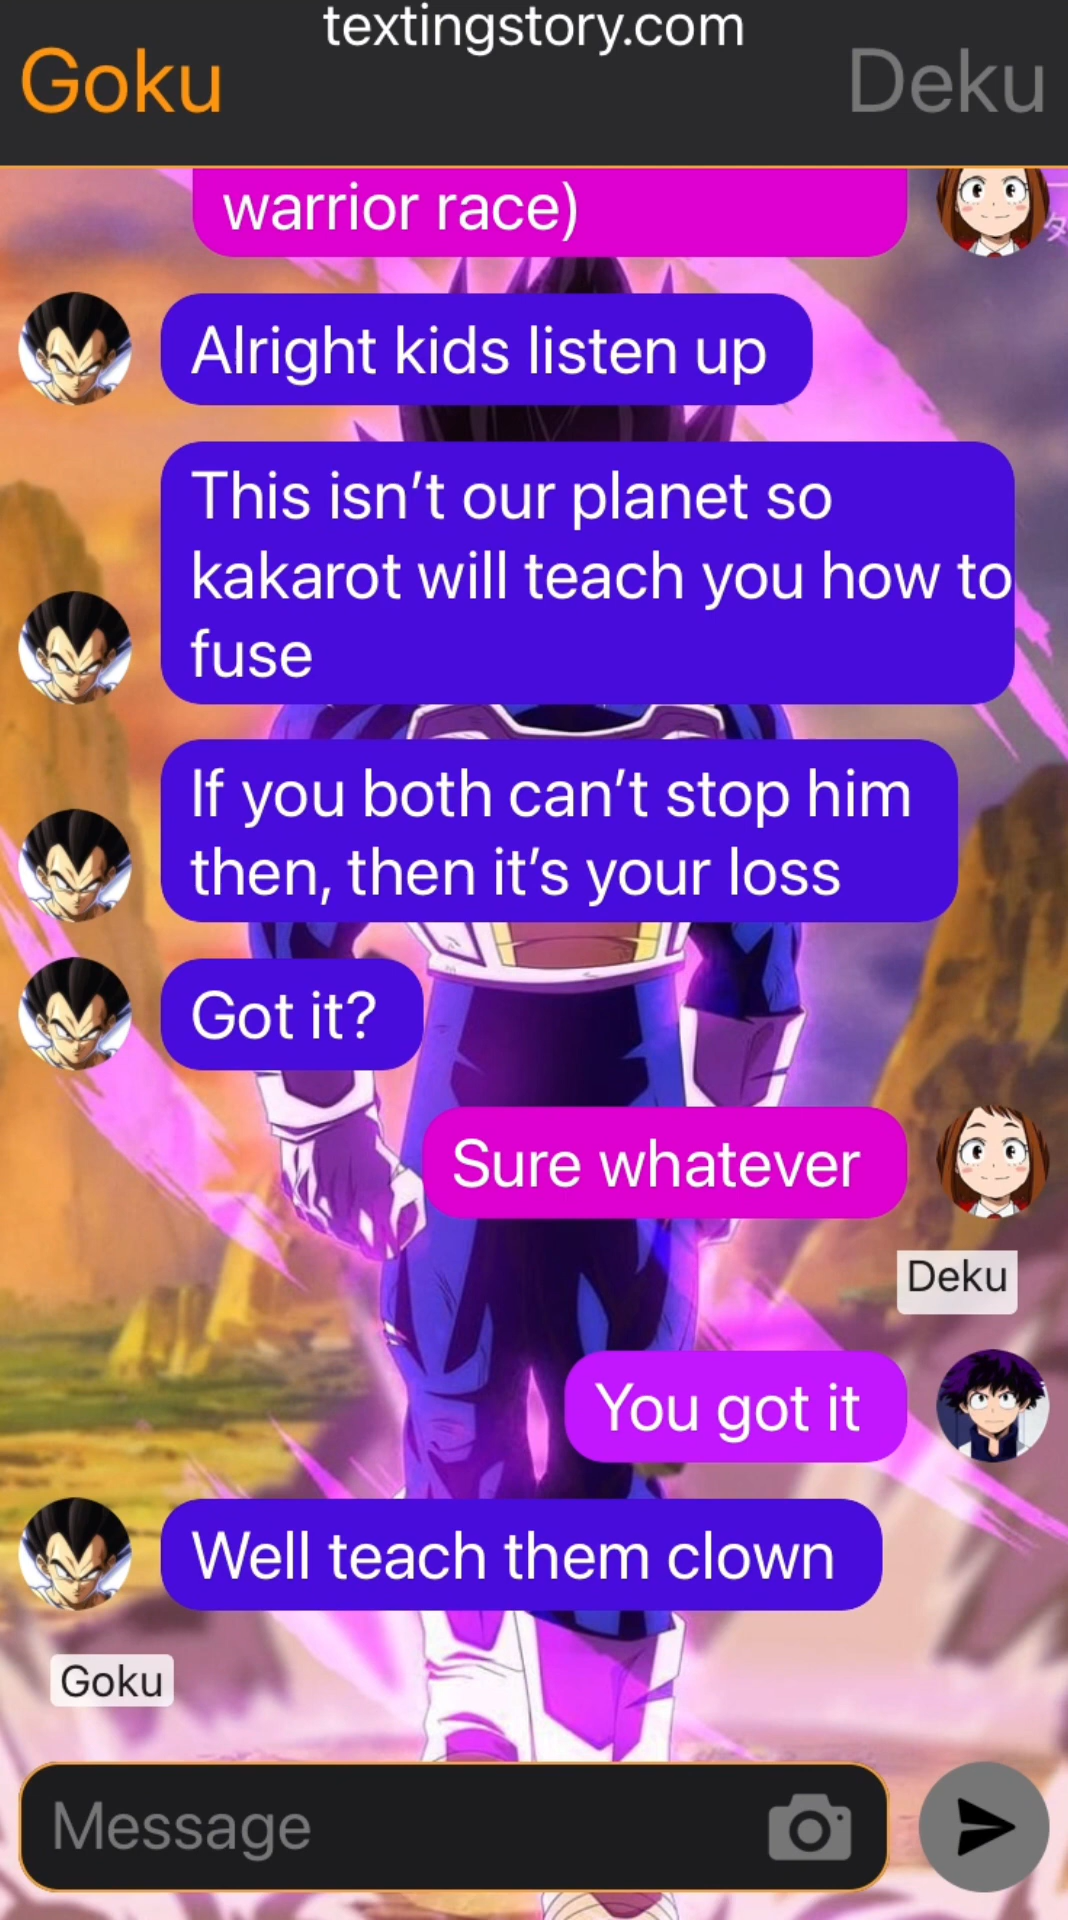 textingstory.com
Goku
Deku
warrior race)
Alright kids listen up
This isn’t our planet so
kakarot will teach you how to
fuse
If you both can’t stop him
then, then it’s your loss
Got it?
Sure whatever
Deku
You got it
Well teach them clown
Goku
Message